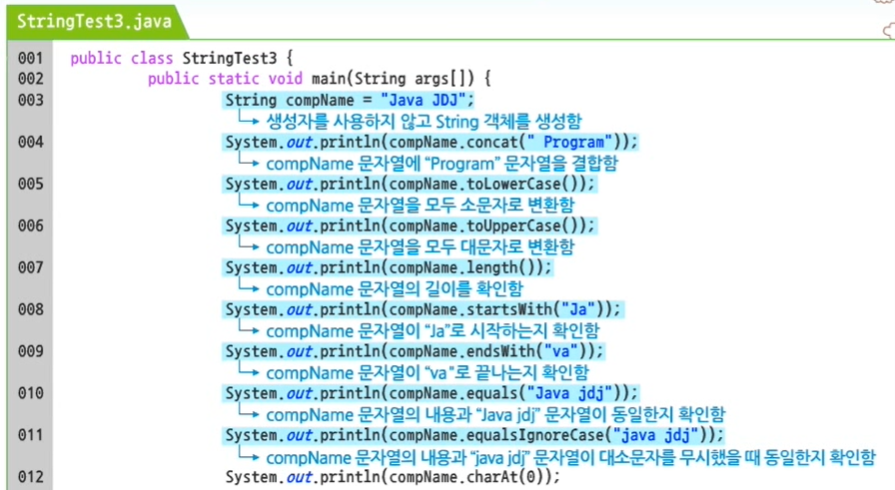 StringTest3.java
001 public class StringTest3 {
002 public static void main(String args[]) {
003 String compName = "Java JDJ";
생성자를 사용하지 않고 String 객체를 생성함
004 System.out.println(compName.concat(" Program"));
compName 문자열에 “Program” 문자열을 결합함
005 System.out.println(compName.toLowerCase());
compName 문자열을 모두 소문자로 변환함
006 System.out.println(compName.toUpperCase());
compName 문자열을 모두 대문자로 변환함
007 System.out.println(compName.length());
compName 문자열의 길이를 확인함
008 System.out.println(compName.startsWith("Ja"));
compName 문자열이 “Ja”로 시작하는지 확인함
009 System.out.println(compName.endsWith("va"));
compName 문자열이 “va”로 끝나는지 확인함
010 System.out.println(compName.equals("Java jdj"));
compName 문자열의 내용과 “Java jdj” 문자열이 동일한지 확인함
011 System.out.println(compName.equalsIgnoreCase("java jdj"));
compName 문자열의 내용과 “java jdj” 문자열이 대소문자를 무시했을 때 동일한지 확인함
012 System.out.println(compName.charAt(0));